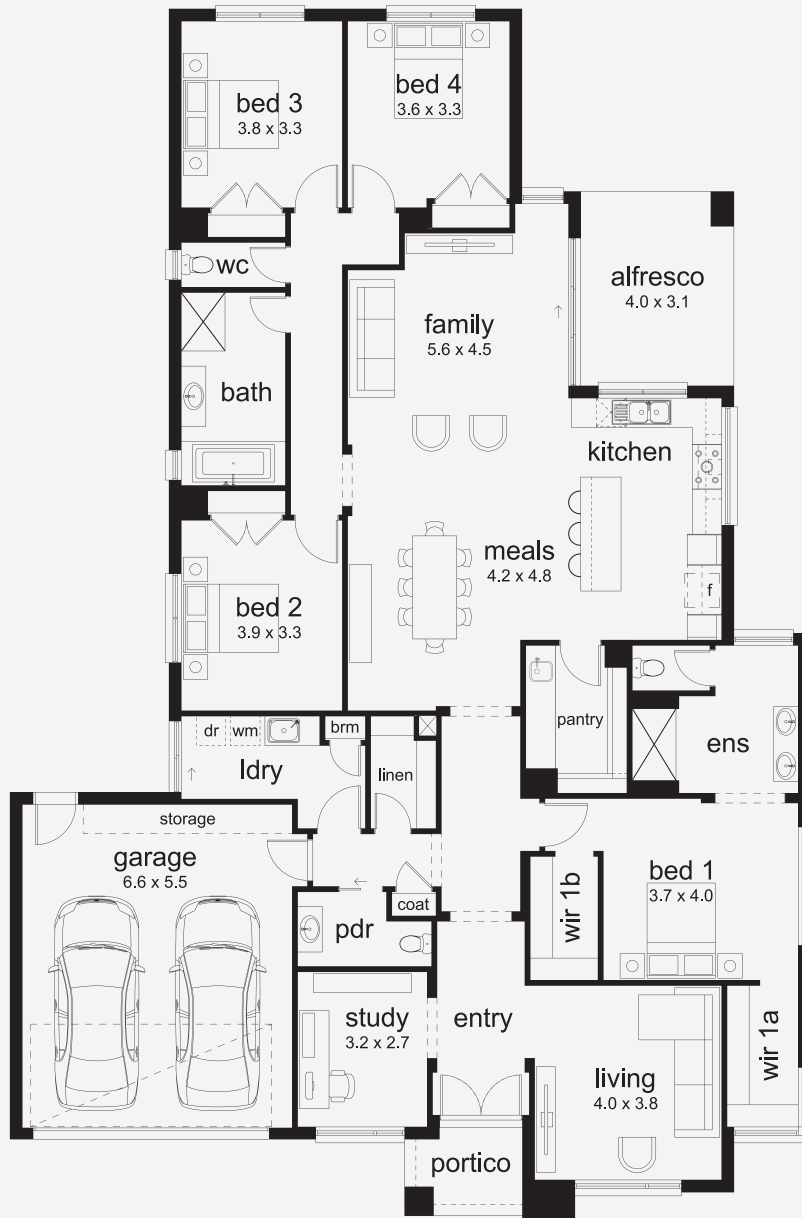 bed 3
3.8 x 3.3
bed 4
3.6 x 3.3
wc
alfresco
4.0 x 3.1
family
5.6 x 4.5
bath
kitchen
meals
4.2 x 4.8
f
bed 2
3.9 x 3.3
pantry
ens
dr
wm
brm
ldry
linen
storage
garage
6.6 x 5.5
bed 1
3.7 x 4.0
wir 1b
coat
pdr
study
3.2 x 2.7
entry
wir 1a
living
4.0 x 3.8
portico